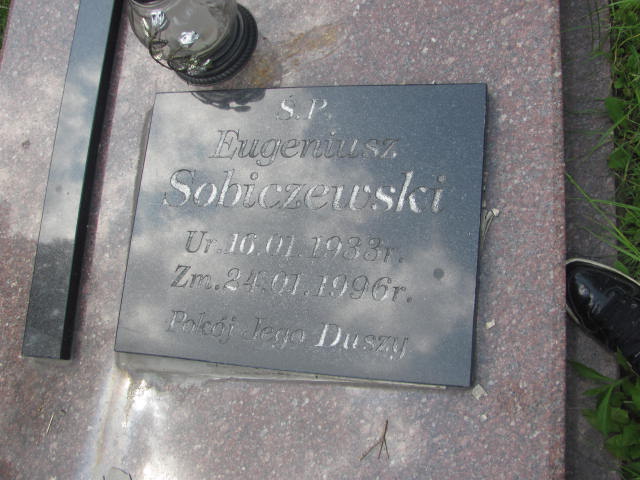 Ś.P.
Eugeniusz
Sobiczewski
Ur.16.01.1933r.
Zm.24.01.1996r.
Pokój Jego Duszy